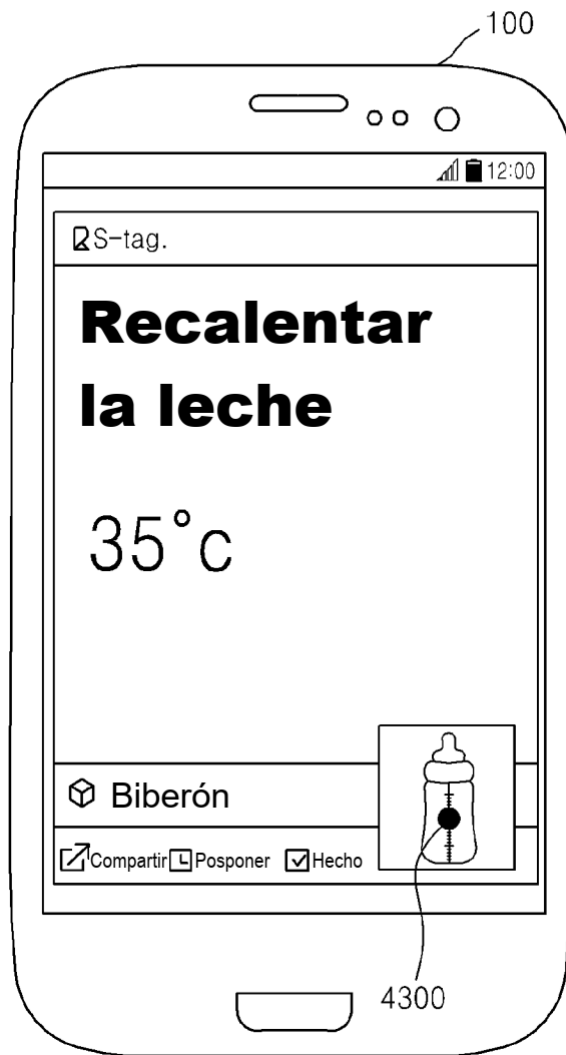 100
12:00
S-tag.
Recalentar
la leche
35°c
Biberón
Compartir Posponer Hecho
4300